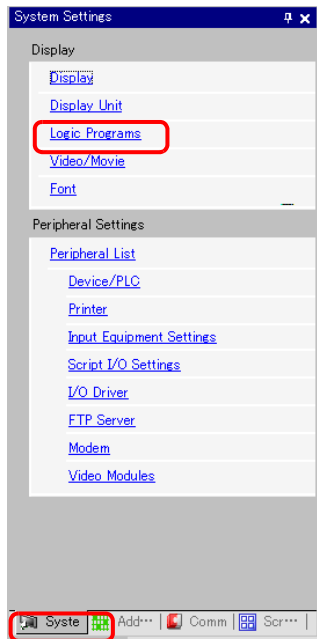 System Settings
Display
Display
Display Unit
Logic Programs
Video/Movie
Font
Peripheral Settings
Peripheral List
Device/PLC
Printer
Input Equipment Settings
Script I/O Settings
I/O Driver
FTP Server
Modem
Video Modules
Syste Add··· Comm Scr···